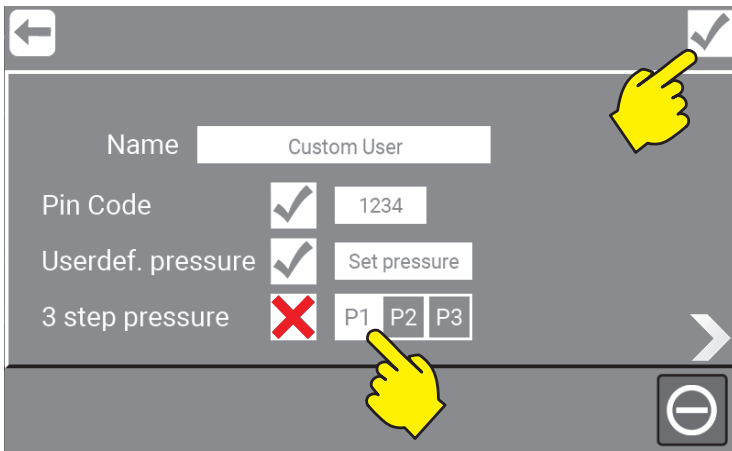 Name Custom User
Pin Code 1234
Userdef. pressure Set pressure
3 step pressure P1 P2 P3